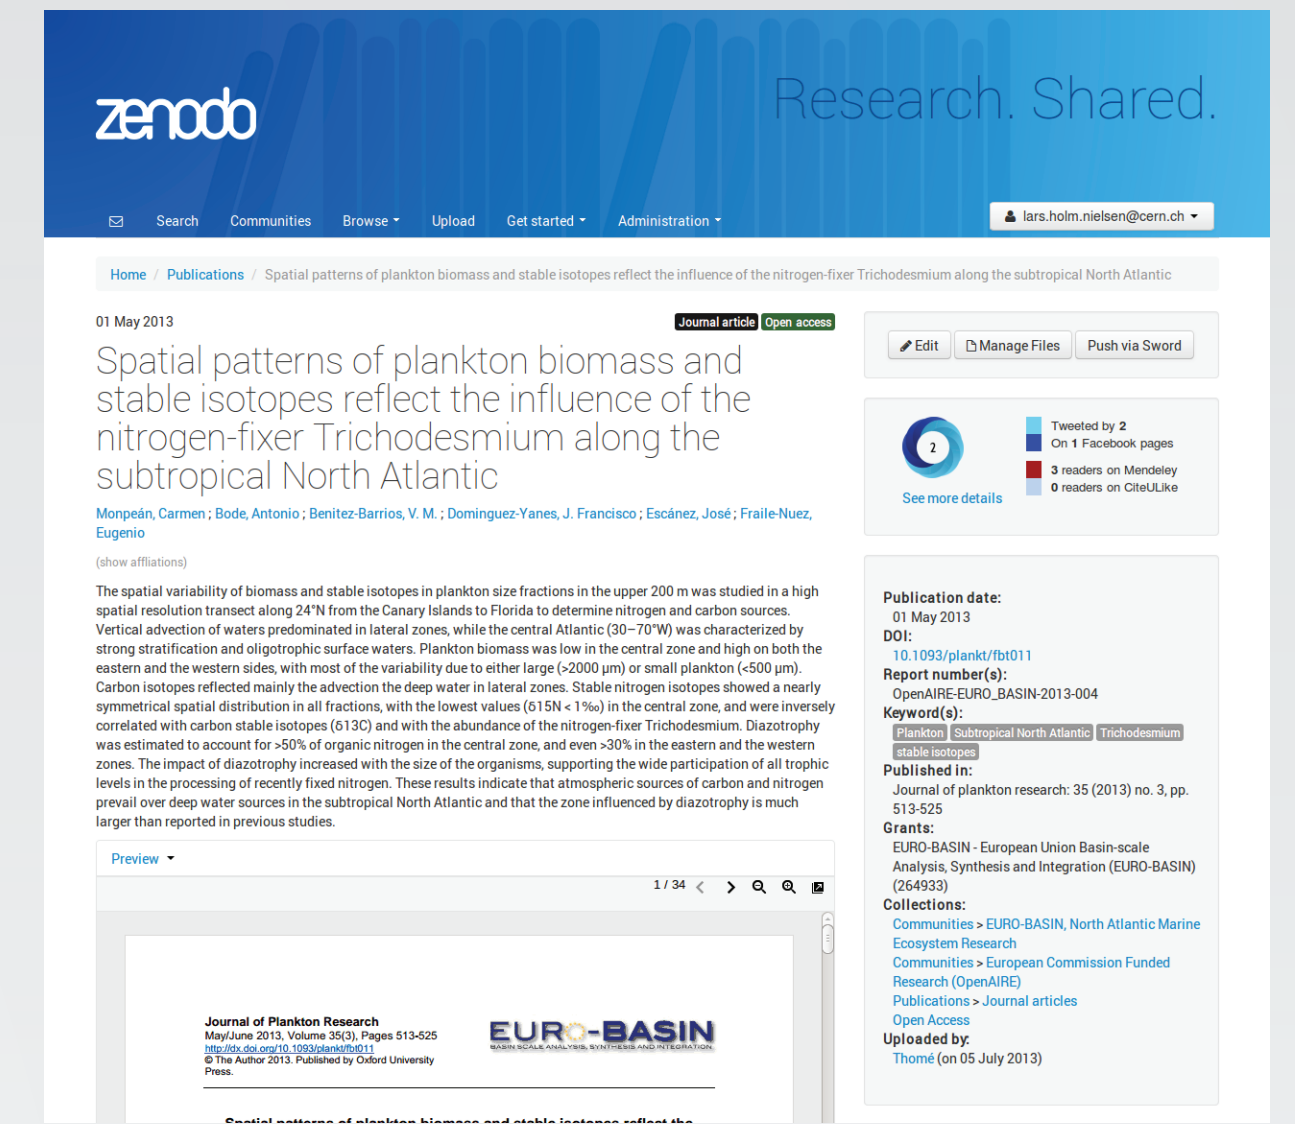 zenodo
Research. Shared.
Search Communities Browse Upload Get started Administration
lars.holm.nielsen@cern.ch
Home / Publications / Spatial patterns of plankton biomass and stable isotopes reflect the influence of the nitrogen-fixer Trichodesmium along the subtropical North Atlantic
01 May 2013
Journal article Open access
Spatial patterns of plankton biomass and
stable isotopes reflect the influence of the
nitrogen-fixer Trichodesmium along the
subtropical North Atlantic
Monpeán, Carmen ; Bode, Antonio ; Benitez-Barrios, V. M. ; Dominguez-Yanes, J. Francisco ; Escánez, José ; Fraile-Nuez,
Eugenio
(show affliations)
The spatial variability of biomass and stable isotopes in plankton size fractions in the upper 200 m was studied in a high
spatial resolution transect along 24°N from the Canary Islands to Florida to determine nitrogen and carbon sources.
Vertical advection of waters predominated in lateral zones, while the central Atlantic (30–70°W) was characterized by
strong stratification and oligotrophic surface waters. Plankton biomass was low in the central zone and high on both the
eastern and the western sides, with most of the variability due to either large (>2000 µm) or small plankton (<500 µm).
Carbon isotopes reflected mainly the advection the deep water in lateral zones. Stable nitrogen isotopes showed a nearly
symmetrical spatial distribution in all fractions, with the lowest values (δ15N < 1‰) in the central zone, and were inversely
correlated with carbon stable isotopes (δ13C) and with the abundance of the nitrogen-fixer Trichodesmium. Diazotrophy
was estimated to account for >50% of organic nitrogen in the central zone, and even >30% in the eastern and the western
zones. The impact of diazotrophy increased with the size of the organisms, supporting the wide participation of all trophic
levels in the processing of recently fixed nitrogen. These results indicate that atmospheric sources of carbon and nitrogen
prevail over deep water sources in the subtropical North Atlantic and that the zone influenced by diazotrophy is much
larger than reported in previous studies.
Preview
1 / 34
Journal of Plankton Research
May/June 2013, Volume 35(3), Pages 513-525
http://dx.doi.org/10.1093/plankt/fbt011
© The Author 2013. Published by Oxford University
Press.
EURO-BASIN
BASIN SCALE ANALYSIS, SYNTHESIS AND INTEGRATION
Spatial patterns of plankton biomass and stable isotopes reflect the
Edit Manage Files Push via Sword
2
See more details
Tweeted by 2
On 1 Facebook pages
3 readers on Mendeley
0 readers on CiteULike
Publication date:
01 May 2013
DOI:
10.1093/plankt/fbt011
Report number(s):
OpenAIRE-EURO_BASIN-2013-004
Keyword(s):
Plankton Subtropical North Atlantic Trichodesmium
stable isotopes
Published in:
Journal of plankton research: 35 (2013) no. 3, pp.
513-525
Grants:
EURO-BASIN - European Union Basin-scale
Analysis, Synthesis and Integration (EURO-BASIN)
(264933)
Collections:
Communities > EURO-BASIN, North Atlantic Marine
Ecosystem Research
Communities > European Commission Funded
Research (OpenAIRE)
Publications > Journal articles
Open Access
Uploaded by:
Thomé (on 05 July 2013)